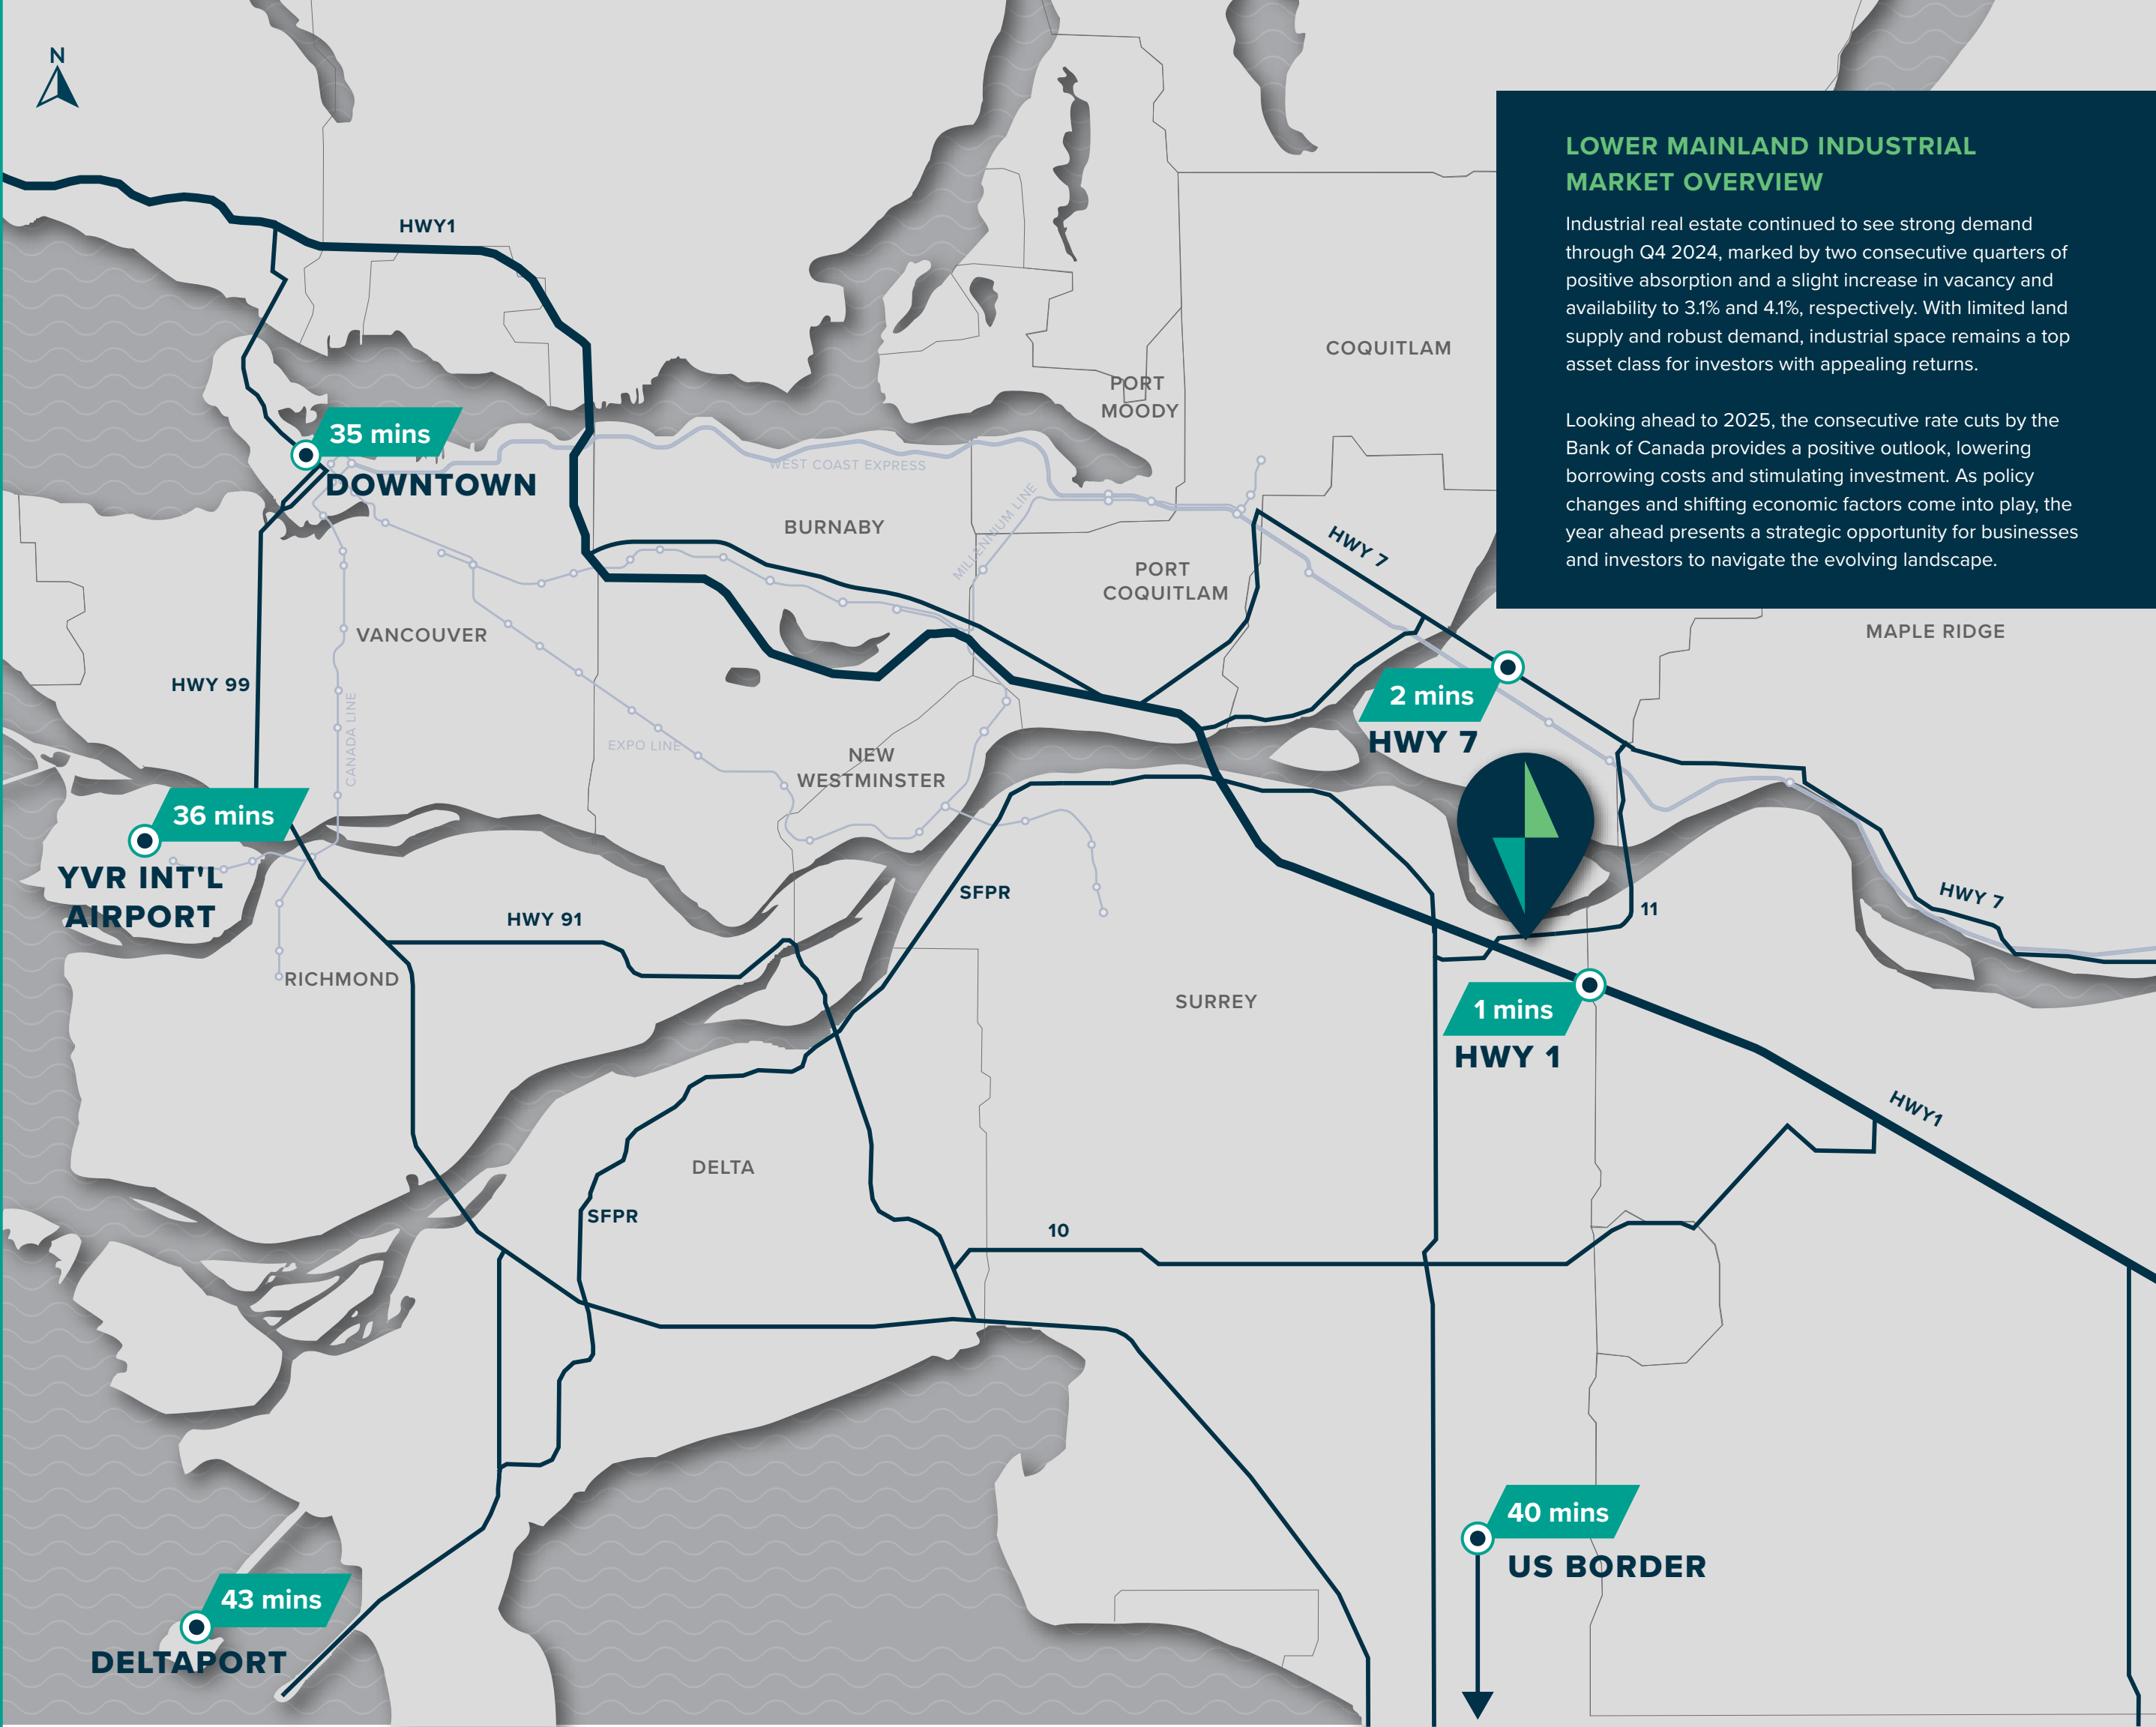 N
LOWER MAINLAND INDUSTRIAL
MARKET OVERVIEW
Industrial real estate continued to see strong demand
through Q4 2024, marked by two consecutive quarters of
positive absorption and a slight increase in vacancy and
availability to 3.1% and 4.1%, respectively. With limited land
supply and robust demand, industrial space remains a top
asset class for investors with appealing returns.
Looking ahead to 2025, the consecutive rate cuts by the
Bank of Canada provides a positive outlook, lowering
borrowing costs and stimulating investment. As policy
changes and shifting economic factors come into play, the
year ahead presents a strategic opportunity for businesses
and investors to navigate the evolving landscape.
HWY1
COQUITLAM
PORT
MOODY
35 mins
DOWNTOWN
WEST COAST EXPRESS
MILLENNIUM LINE
BURNABY
HWY 7
PORT
COQUITLAM
VANCOUVER
MAPLE RIDGE
HWY 99
2 mins
HWY 7
CANADA LINE
EXPO LINE
NEW
WESTMINSTER
36 mins
YVR INT'L
AIRPORT
SFPR
HWY 7
11
HWY 91
RICHMOND
SURREY
1 mins
HWY 1
HWY1
DELTA
SFPR
10
40 mins
US BORDER
43 mins
DELTAPORT